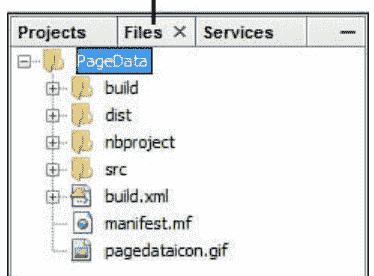 Projects Files Services
PageData
build
dist
nbproject
src
build.xml
manifest.mf
pagedataicon.gif